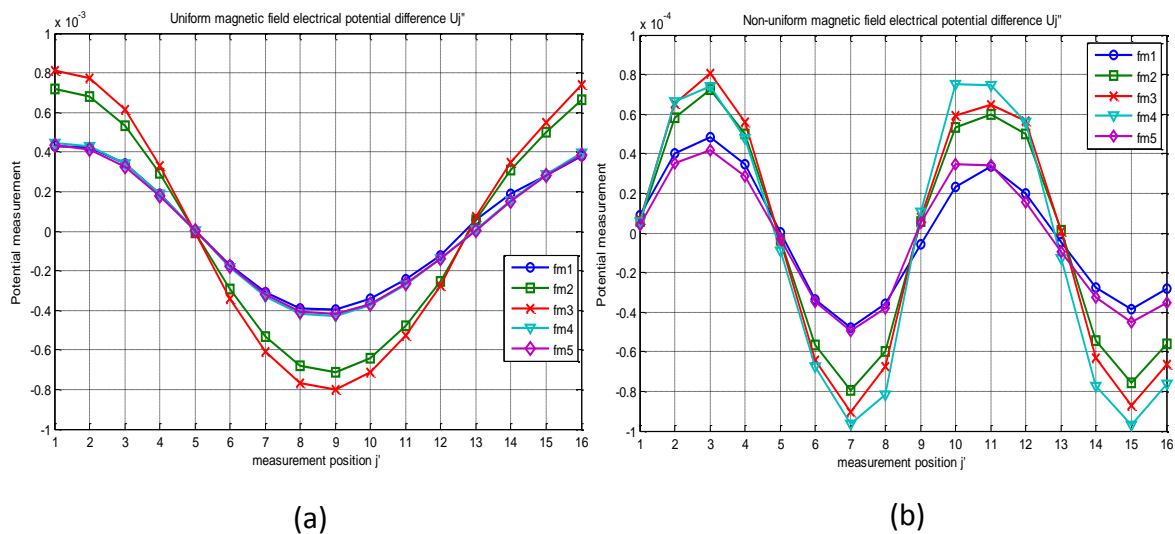 Uniform magnetic field electrical potential difference Uj"
x 10-3
1
0.8
0.6
0.4
0.2
0
-0.2
-0.4
-0.6
-0.8
-1
Potential measurement
fm1
fm2
fm3
fm4
fm5
1 2 3 4 5 6 7 8 9 10 11 12 13 14 15 16
measurement position j'
(a)
Non-uniform magnetic field electrical potential difference Uj"
x 10-4
1
0.8
0.6
0.4
0.2
0
-0.2
-0.4
-0.6
-0.8
-1
Potential measurement
fm1
fm2
fm3
fm4
fm5
1 2 3 4 5 6 7 8 9 10 11 12 13 14 15 16
measurement position j'
(b)